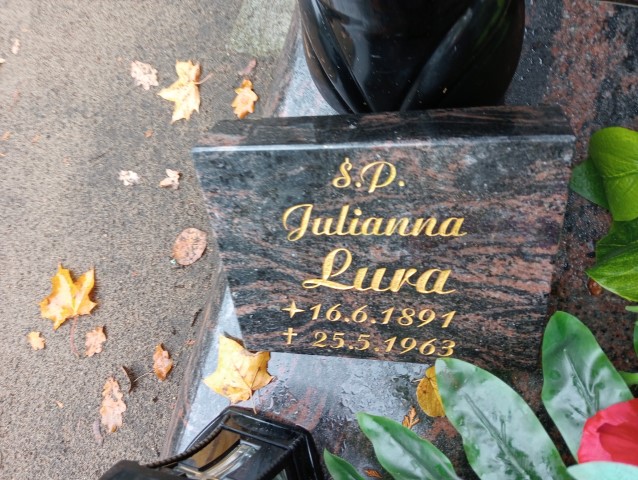 Ś.P.
Julianna
Lura
+16.6.1891
† 25.5.1963